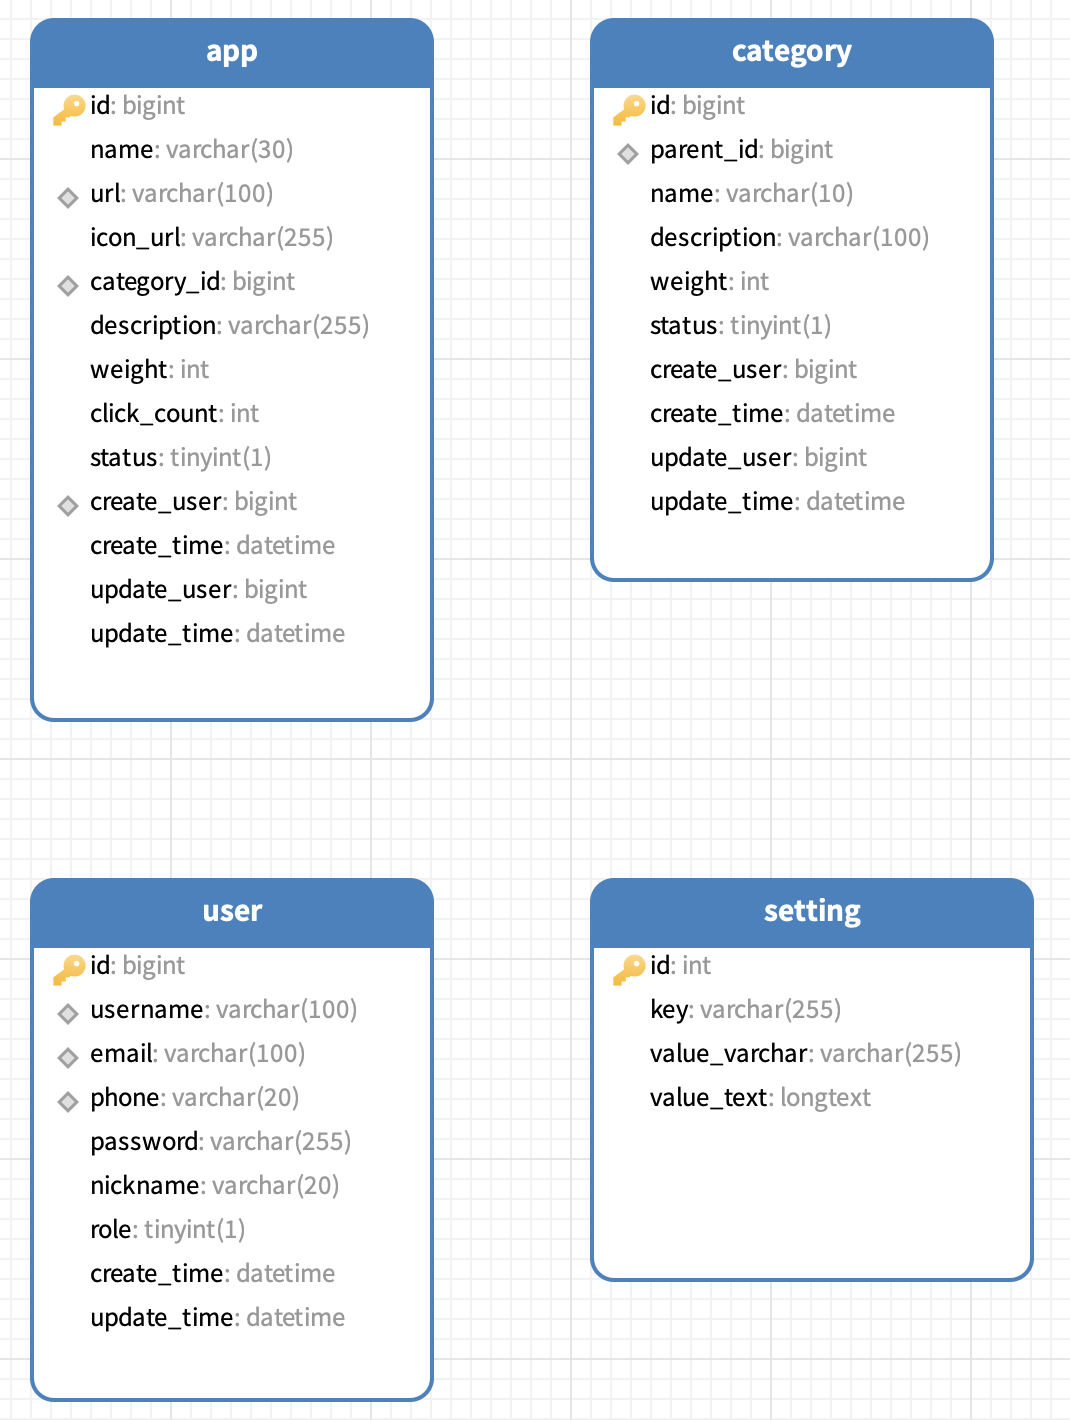 app
id: bigint
name: varchar(30)
url: varchar(100)
icon_url: varchar(255)
category_id: bigint
description: varchar(255)
weight: int
click_count: int
status: tinyint(1)
create_user: bigint
create_time: datetime
update_user: bigint
update_time: datetime
category
id: bigint
parent_id: bigint
name: varchar(10)
description: varchar(100)
weight: int
status: tinyint(1)
create_user: bigint
create_time: datetime
update_user: bigint
update_time: datetime
user
id: bigint
username: varchar(100)
email: varchar(100)
phone: varchar(20)
password: varchar(255)
nickname: varchar(20)
role: tinyint(1)
create_time: datetime
update_time: datetime
setting
id: int
key: varchar(255)
value_varchar: varchar(255)
value_text: longtext